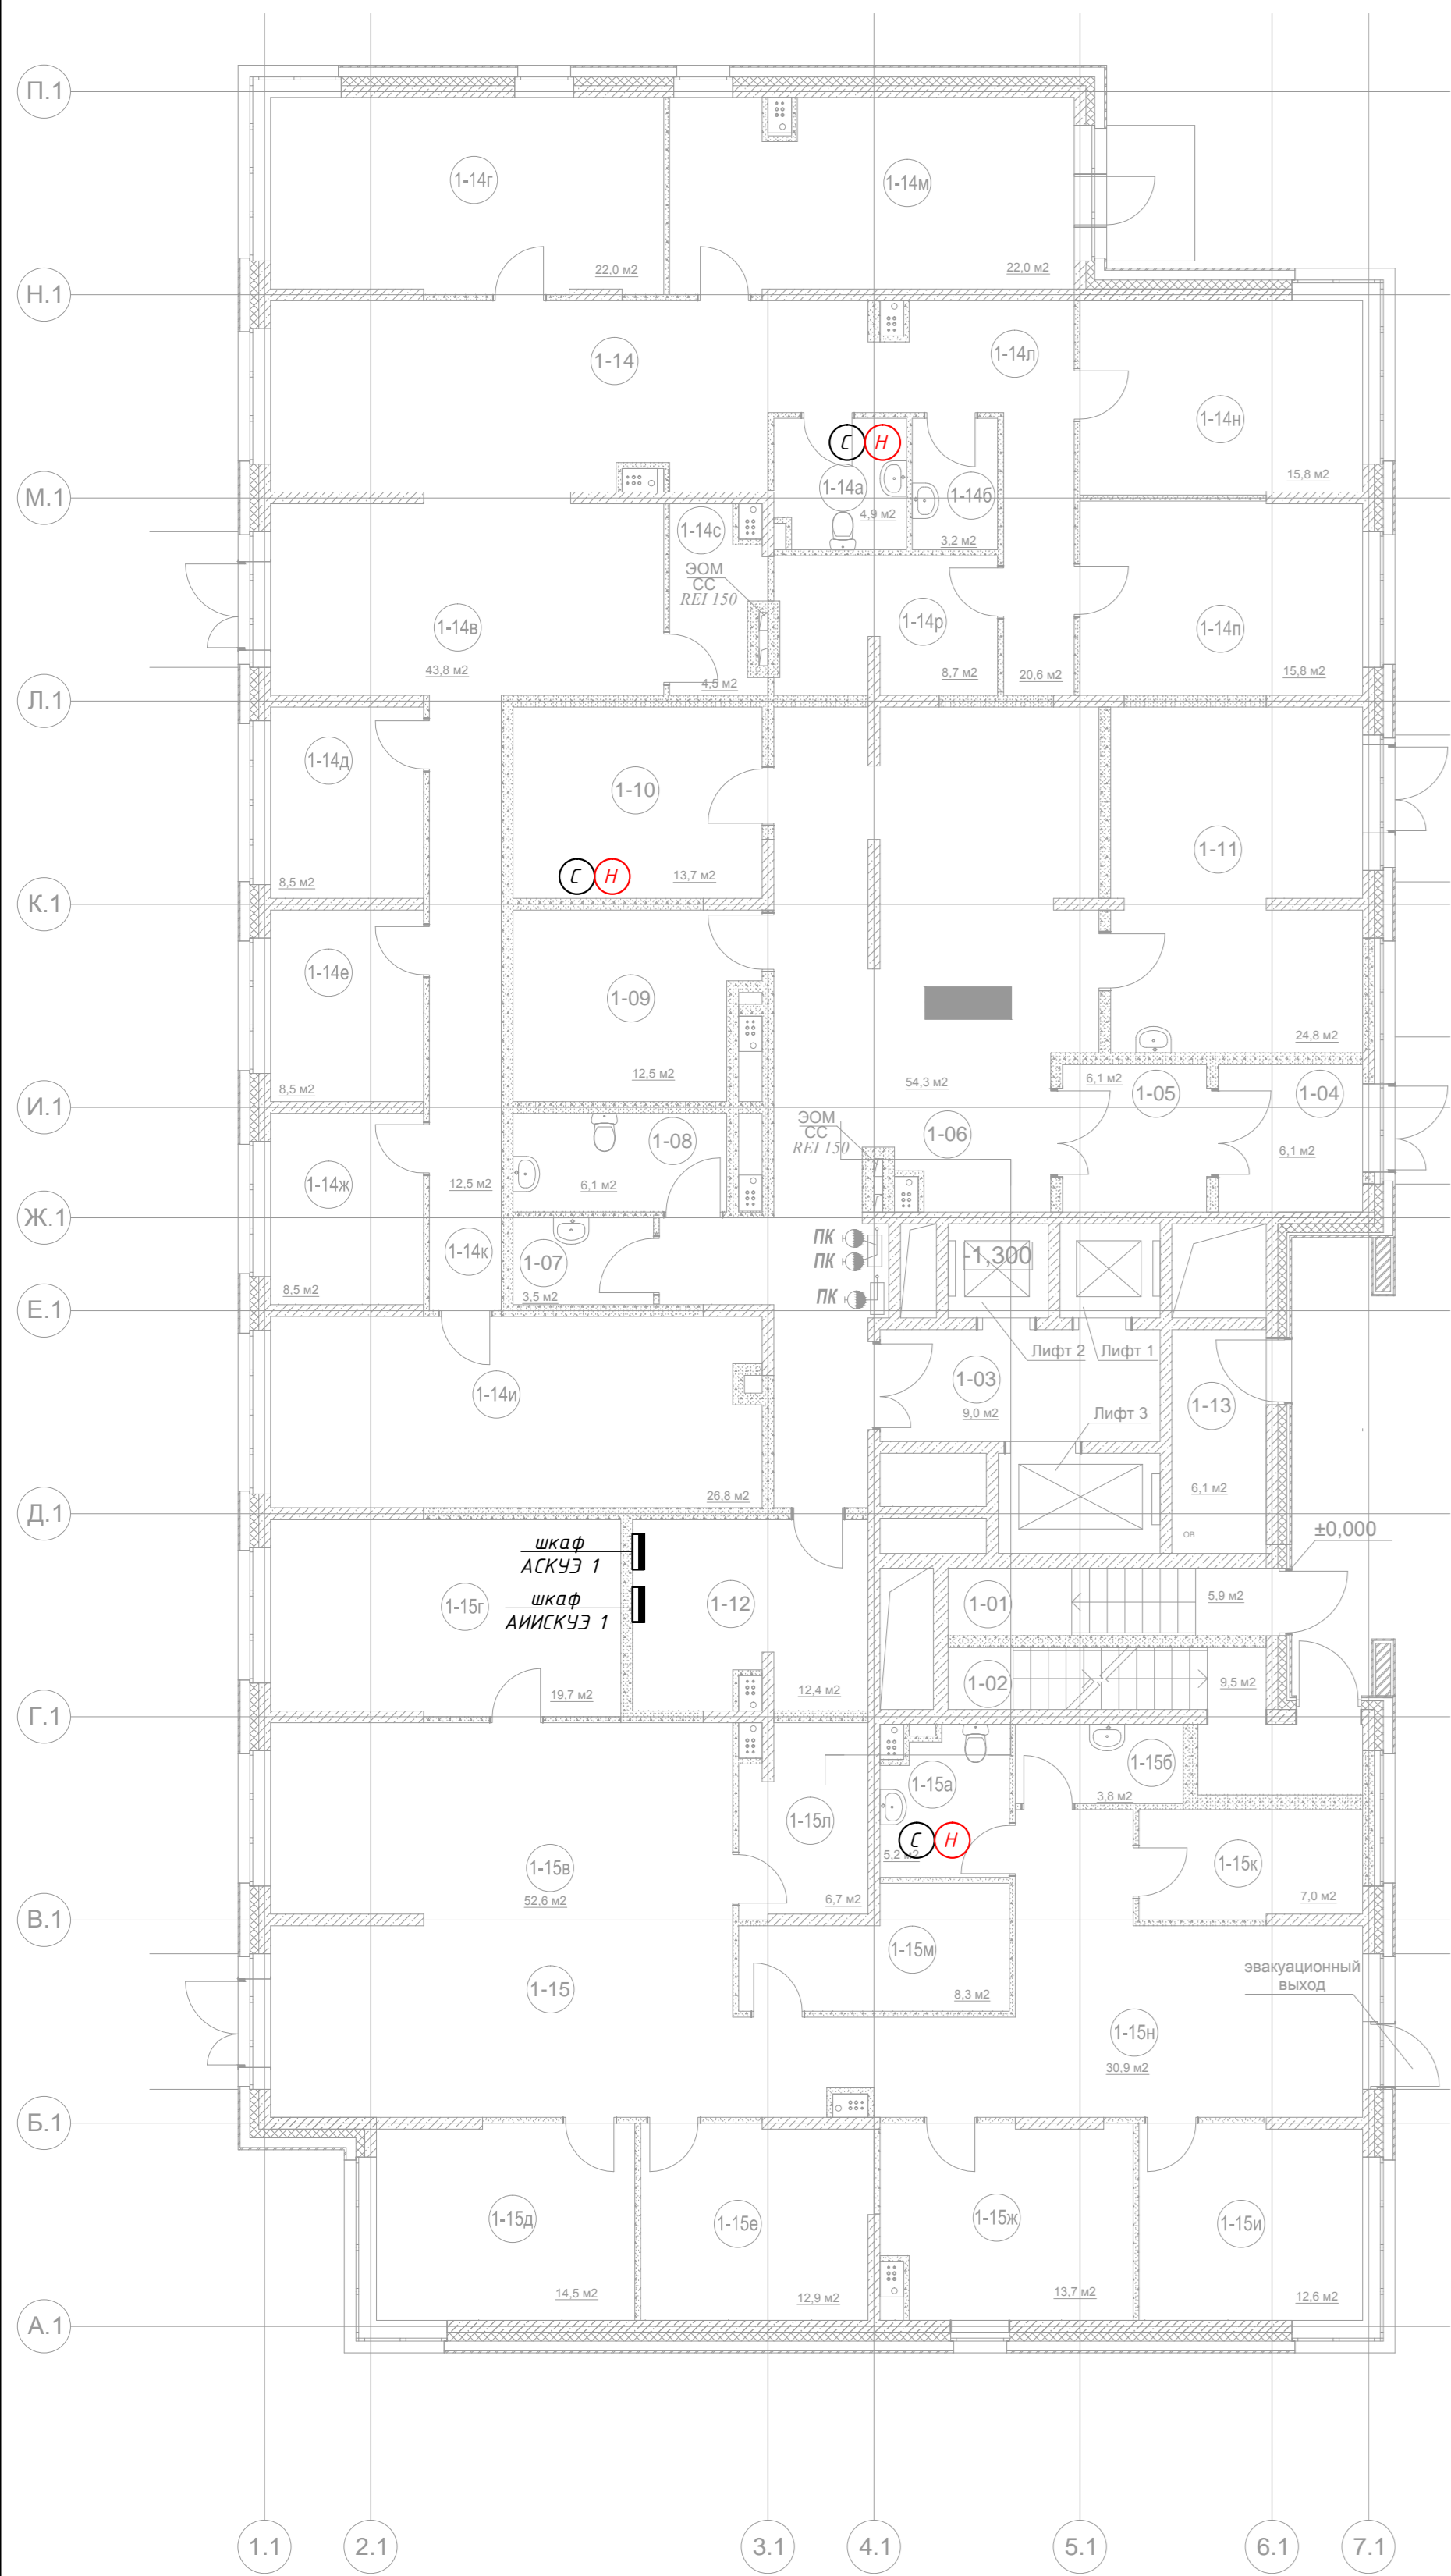 П.1
1-14г
1-14м
22,0 м2
22,0 м2
Н.1
1-14
1-14л
1-14н
С
Н
15,8 м2
1-14а
1-14б
М.1
4,9 м2
1-14с
3,2 м2
ЭОМ
СС
REI 150
1-14в
1-14р
1-14п
43,8 м2
4,5 м2
8,7 м2
20,6 м2
15,8 м2
Л.1
1-14д
1-10
1-11
С
Н
13,7 м2
8,5 м2
К.1
1-14е
1-09
24,8 м2
12,5 м2
54,3 м2
6,1 м2
8,5 м2
1-05
1-04
И.1
ЭОМ
СС
REI 150
1-06
1-08
6,1 м2
1-14ж
12,5 м2
6,1 м2
Ж.1
ПК
ПК
ПК
1-14к
1-07
-1,300
8,5 м2
3,5 м2
Е.1
Лифт 2
Лифт 1
1-03
1-14и
9,0 м2
Лифт 3
1-13
26,8 м2
6,1 м2
Д.1
ОВ
±0,000
шкаф
АСКУЭ 1
шкаф
АИИСКУЭ 1
1-15г
1-12
1-01
5,9 м2
1-02
9,5 м2
19,7 м2
12,4 м2
Г.1
1-15б
1-15а
3,8 м2
1-15л
С
Н
5,2 м2
1-15в
52,6 м2
6,7 м2
1-15к
7,0 м2
В.1
1-15м
эвакуационный
выход
1-15
8,3 м2
1-15н
30,9 м2
Б.1
1-15д
1-15е
1-15ж
1-15и
14,5 м2
12,9 м2
13,7 м2
12,6 м2
А.1
1.1
2.1
3.1
4.1
5.1
6.1
7.1